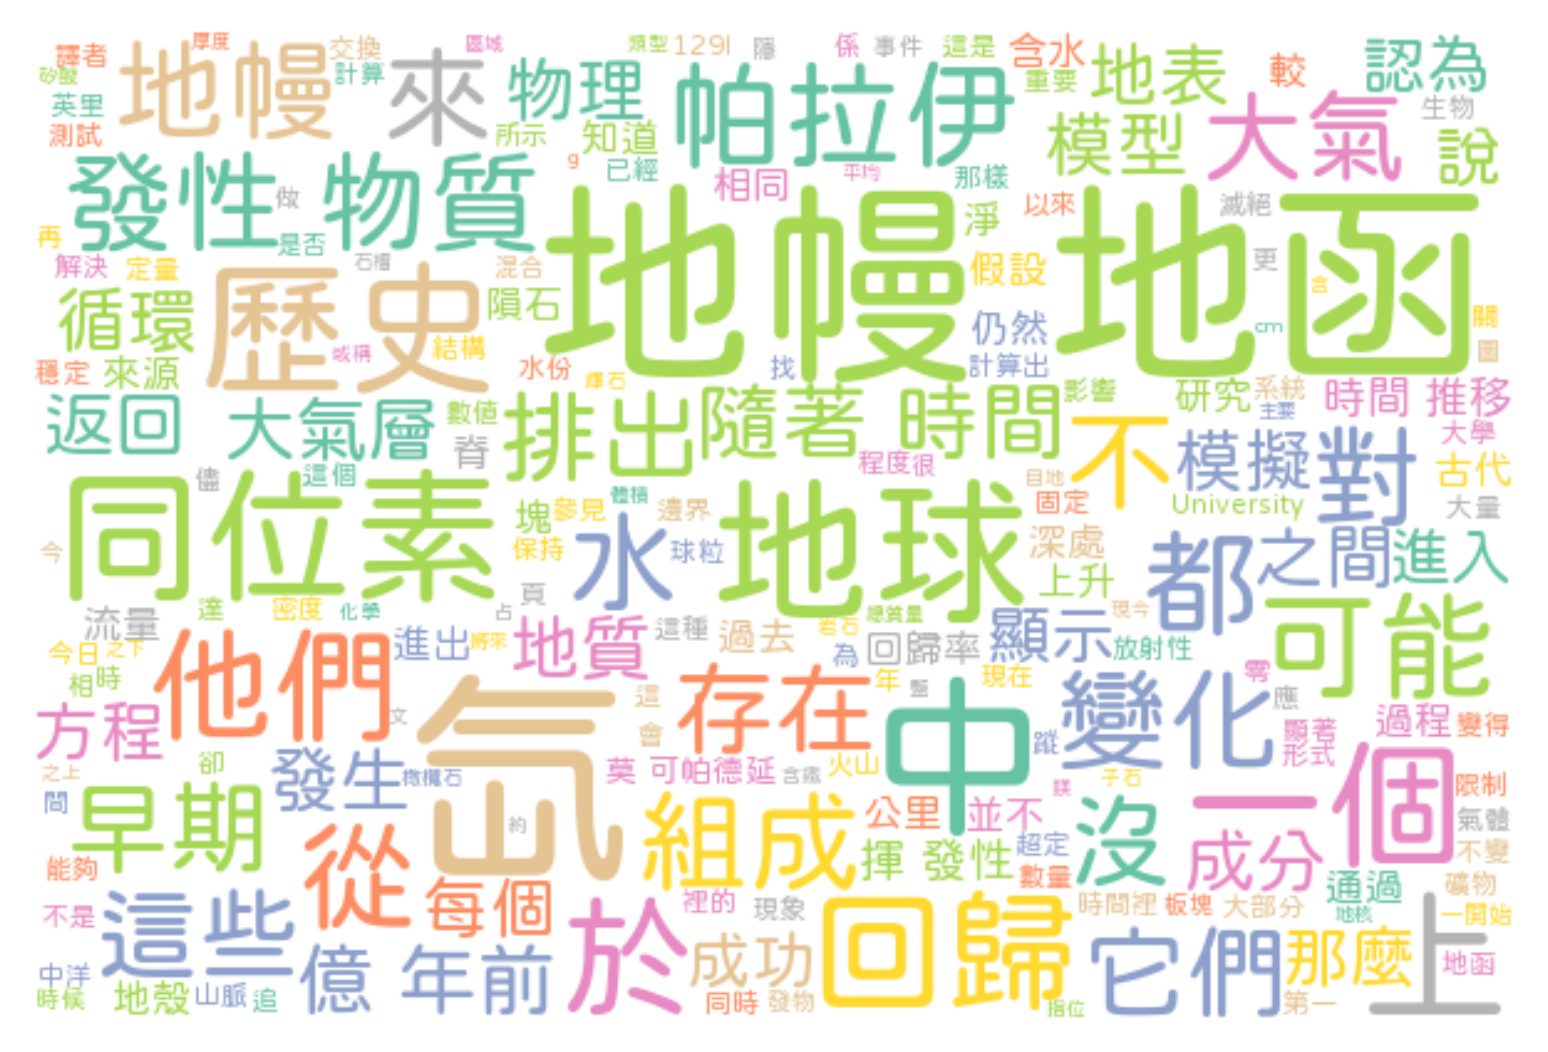 譯者 厚度 交換 區域 類型 129I 隱 係 事件 這是 含水
矽酸 地幔 計算 來 物理 帕拉伊 重要 地表 較 認為
英里 生物
測試 所示 知道 模型 大氣 說
發性 物質 做 g 已經 相同 平均 那樣 以來 滅絕
再 是否 地幔 地函 淨 更
解決 定量 石榴 混合 假設 含
循環 歷史 隕石 仍然 cm 關
或稱 結構 圖
穩定 來源 水份 輝石 找 計算出
返回 大氣層 數值 排出 隨著 時間 影響 研究 系統 時間 推移
脊 主要 大學
不 模擬 對
儘 這個 程度很 目地 古代
同位素 體積 地球 固定 University 大量
塊 參見 邊界
今 保持 水 球粒 深處 都 之間 進入
頁 上升
流量 達 密度 化學 占 總質量 現今 可能
今日 之下 他們 進出 將來 地質 這種 過去 岩石 為 回歸率 顯示 放射性
相時 氙 這 存在 年 盤 現在 變化 零 應
方程 文 會 中 蹤 顯著 過程 變得
形式
之上 卻 發生 橄欖石 莫 可帕德延 含鐵 火山 子石 一個 限制
間 早期 約 組成 公里 並不 鎂 沒 氣體
從 揮 發性 超定 成分 不變
能夠 每個 數量 通過 礦物
不是 這些 於 裡的 現象 回歸 時間裡 板塊 大部分 地核 一開始
中洋 億 年前 成功 它們 那麼 上 地函
時候 地殼 山脈 追 同時 發物 指位 第一